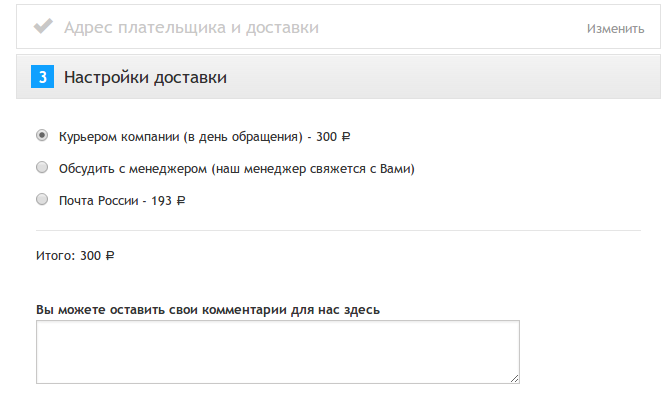 Адрес плательщика и доставки
Изменить
3 Настройки доставки
Курьером компании (в день обращения) - 300 ₽
Обсудить с менеджером (наш менеджер свяжется с Вами)
Почта России - 193 ₽
Итого: 300 ₽
Вы можете оставить свои комментарии для нас здесь